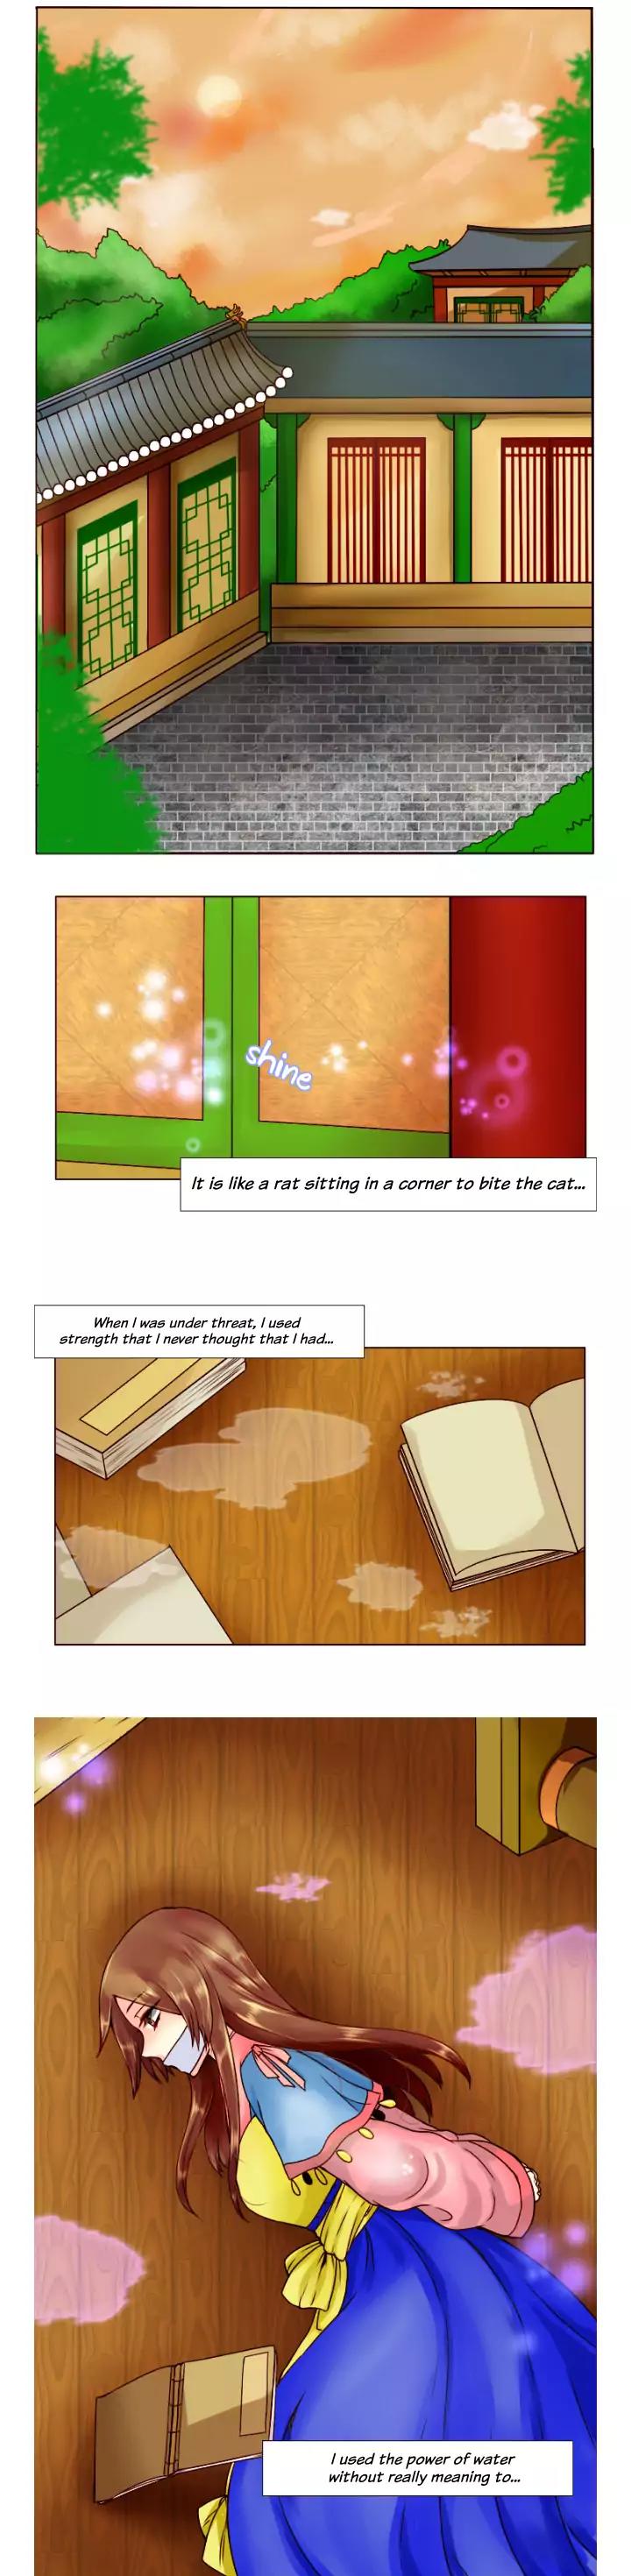 shine
It is like a rat sitting in a corner to bite the cat...
When I was under threat, I used
strength that I never thought that I had...
I used the power of water
without really meaning to...